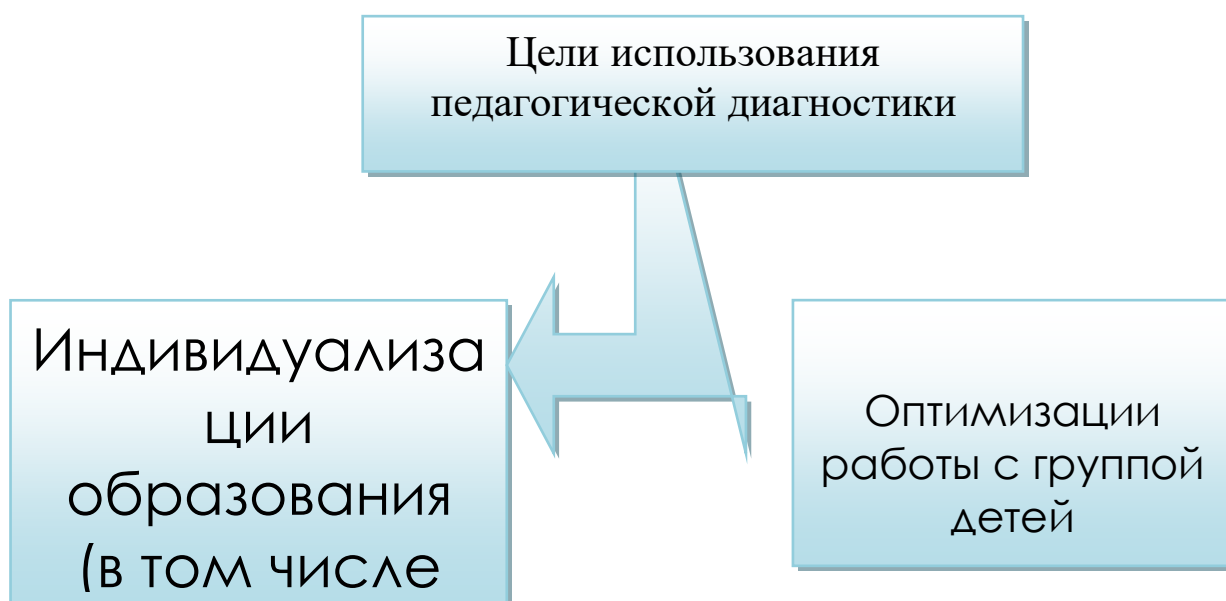 Цели использования
педагогической диагностики
Индивидуализа
ции
образования
(в том числе
Оптимизации
работы с группой
детей